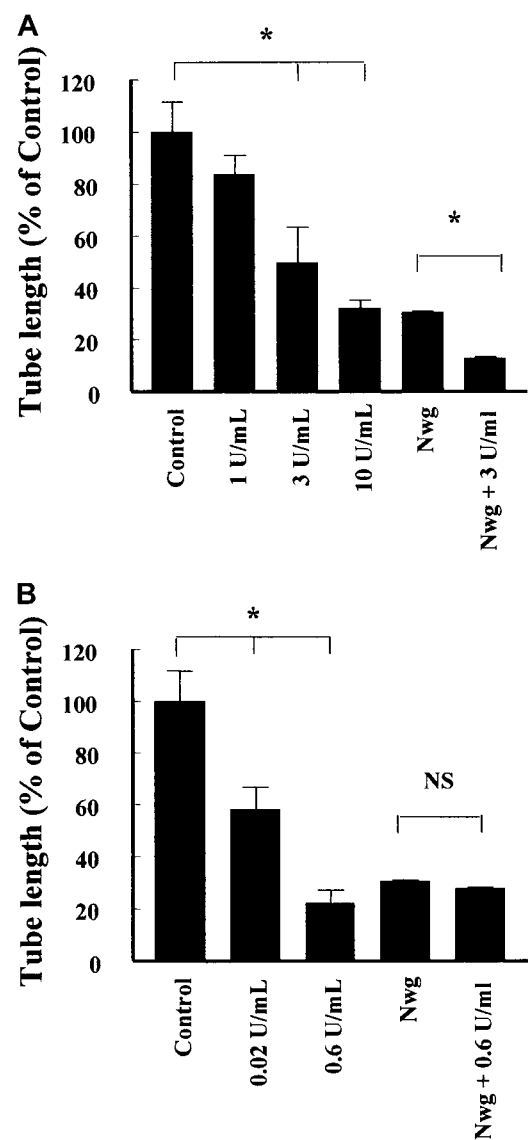 A
*
Tube length (% of Control)
120
100
80
60
40
20
0
*
Control
1 U/mL
3 U/mL
10 U/mL
Nwg
Nwg + 3 U/ml
B
*
Tube length (% of Control)
120
100
80
60
40
20
0
NS
Control
0.02 U/mL
0.6 U/mL
Nwg
Nwg + 0.6 U/ml